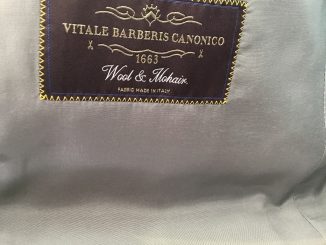 VITALE BARBERIS CANONICO
1663
Wool & Mohair
FABRIC MADE IN ITALY